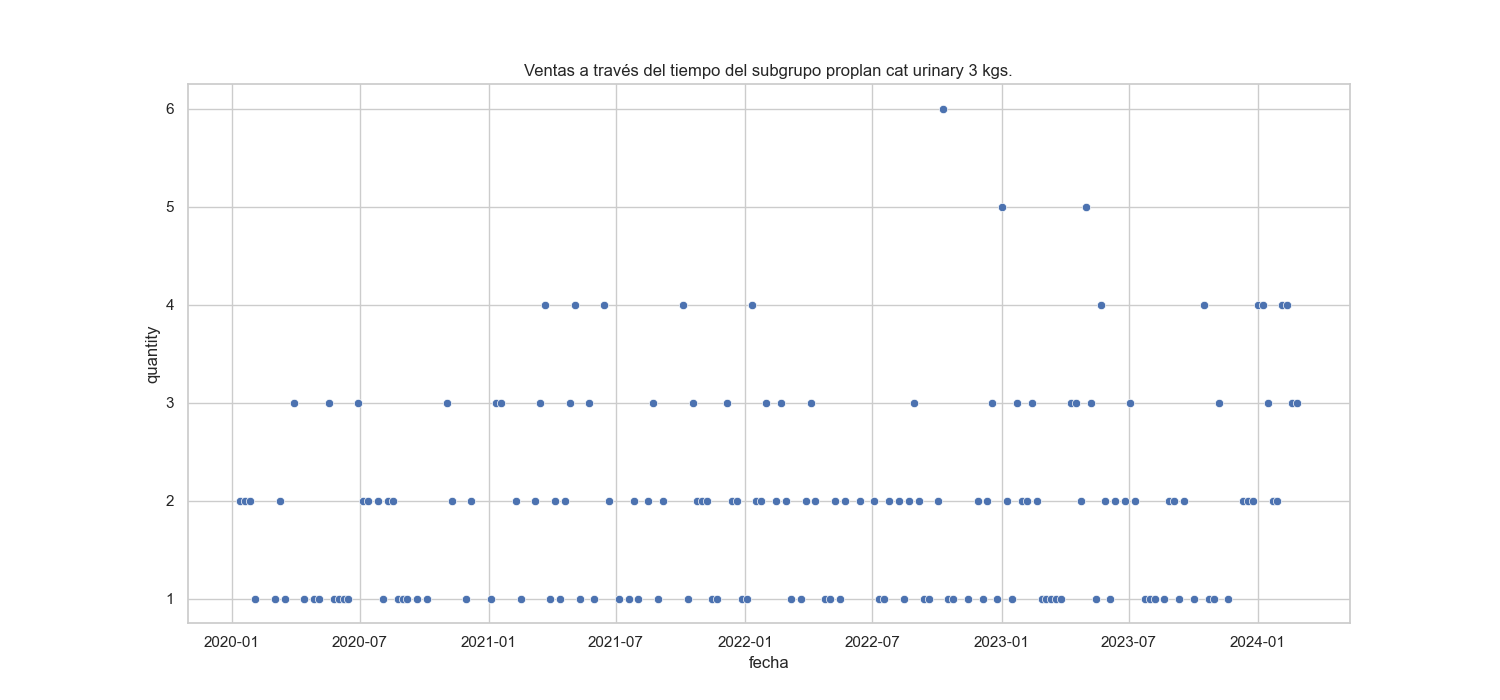 Ventas a través del tiempo del subgrupo proplan cat urinary 3 kgs.
quantity
6
5
4
3
2
1
2020-01 2020-07 2021-01 2021-07 2022-01 2022-07 2023-01 2023-07 2024-01
fecha